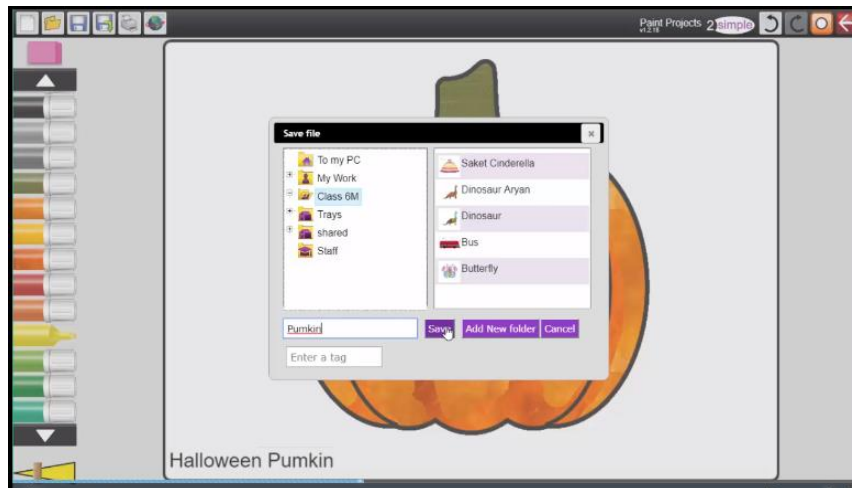 Paint Projects 2simple
v1.2.18
Save file
×
To my PC
My Work
Class 6M
Trays
shared
Staff
Saket Cinderella
Dinosaur Aryan
Dinosaur
Bus
Butterfly
Pumkin
Save
Add New folder
Cancel
Enter a tag
Halloween Pumkin